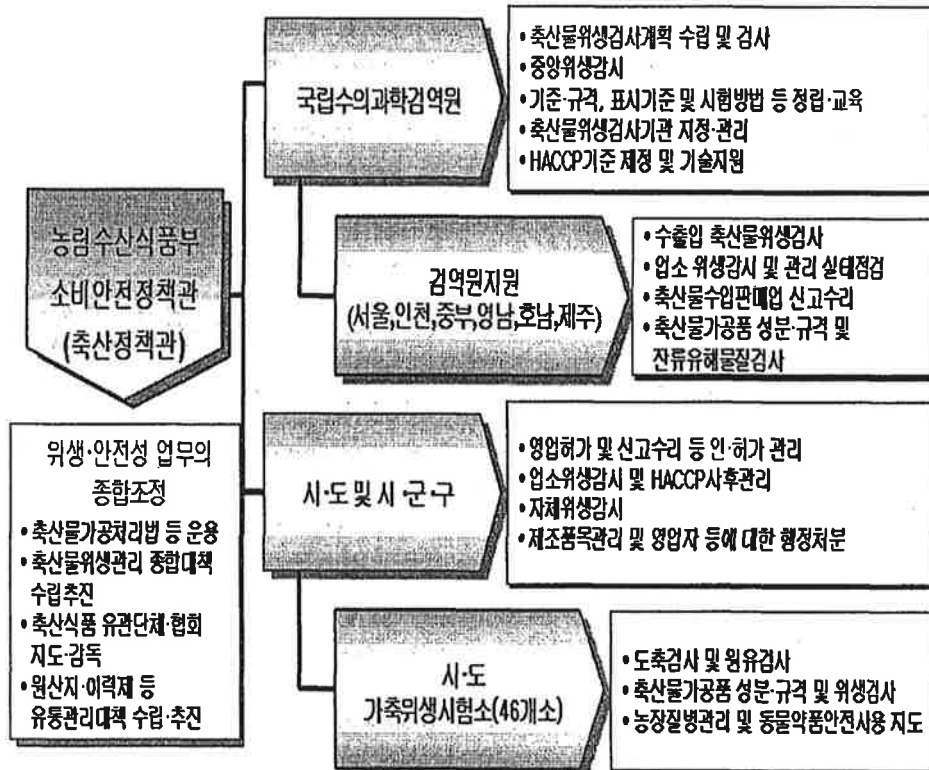 국립수의과학검역원
• 축산물위생검사계획 수립 및 검사
• 중앙위생감시
• 기준·규격, 표시기준 및 시험방법 등 정립·교육
• 축산물위생검사기관 지정·관리
• HACCP기준 제정 및 기술지원
농림수산식품부
소비안전정책관
(축산정책관)
검역원지원
(서울,인천,중부,영남,호남,제주)
• 수출입 축산물위생검사
• 업소 위생감시 및 관리 실태점검
• 축산물수입판매업 신고수리
• 축산물가공품 성분·규격 및
잔류유해물질검사
위생·안전성 업무의
종합조정
• 축산물가공처리법 등 운용
• 축산물위생관리 종합대책
수립추진
• 축산식품 유관단체·협회
지도·감독
• 원산지·이력제 등
유통관리대책 수립·추진
시·도 및 시·군·구
• 영업허가 및 신고수리 등 인·허가 관리
• 업소위생감시 및 HACCP사후관리
• 자체위생감시
• 제조품목관리 및 영업자 등에 대한 행정처분
시·도
가축위생시험소(46개소)
• 도축검사 및 원유검사
• 축산물가공품 성분·규격 및 위생검사
• 농장질병관리 및 동물약품안전사용 지도